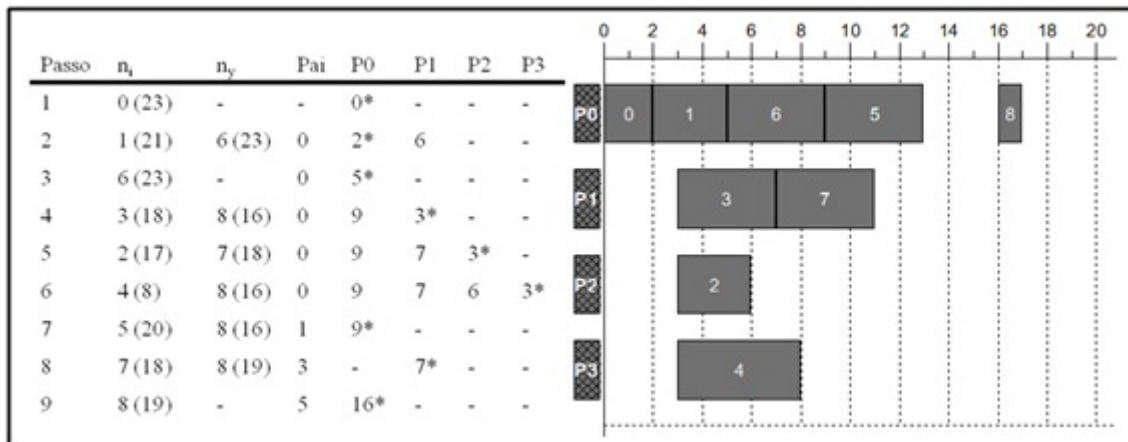 0 2 4 6 8 10 12 14 16 18 20
Passo nᵢ nᵧ Pai P0 P1 P2 P3
1 0 (23) - - 0* - - -
2 1 (21) 6 (23) 0 2* 6 - -
3 6 (23) - 0 5* - - -
4 3 (18) 8 (16) 0 9 3* - -
5 2 (17) 7 (18) 0 9 7 3* -
6 4 (8) 8 (16) 0 9 7 6 3*
7 5 (20) 8 (16) 1 9* - - -
8 7 (18) 8 (19) 3 - 7* - -
9 8 (19) - 5 16* - - -
P0 0 1 6 5 8
P1 3 7
P2 2
P3 4